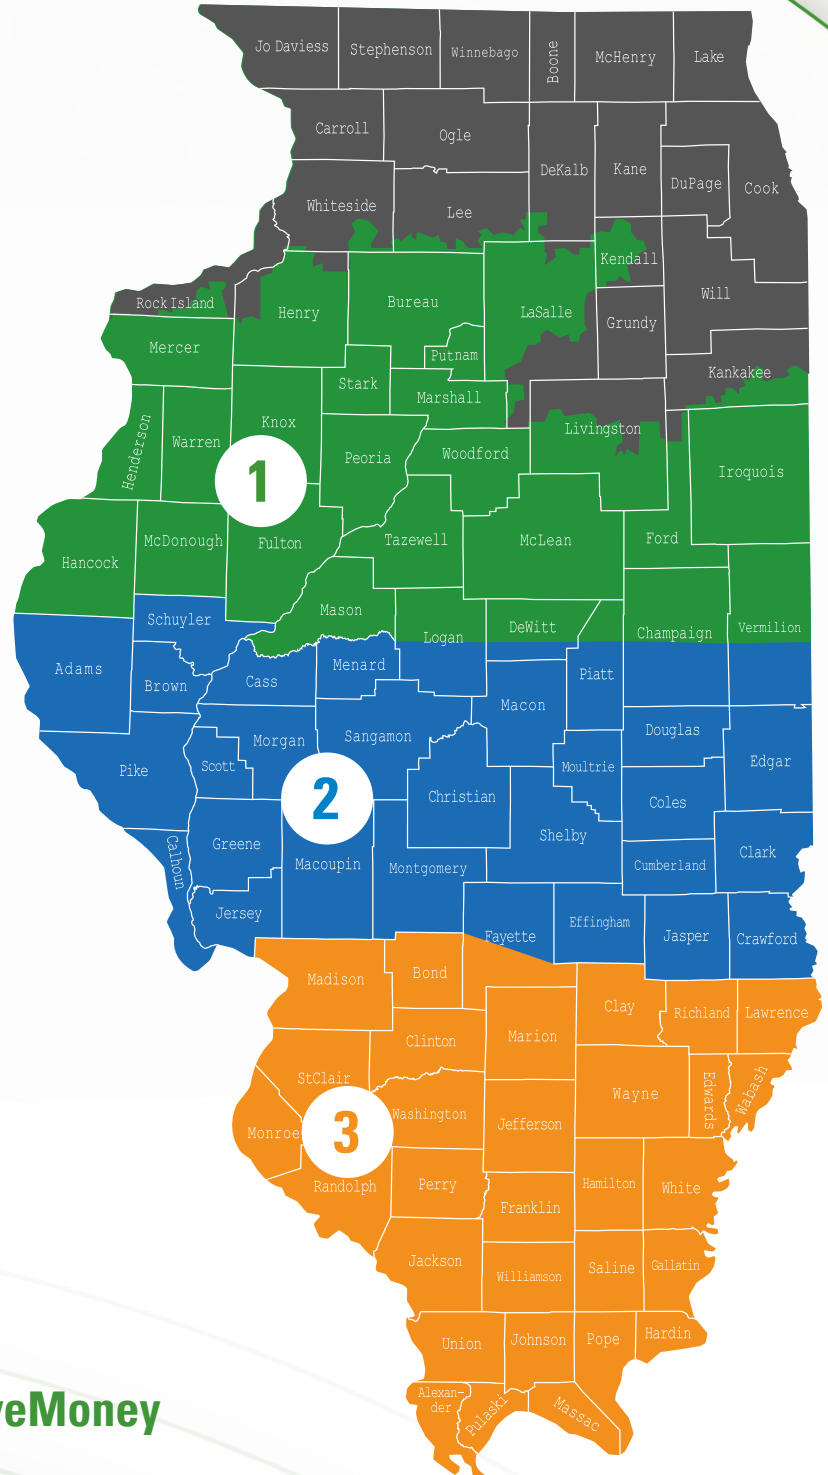 Jo Daviess Stephenson Winnebago Boone McHenry Lake
Carroll Ogle DeKalb Kane DuPage Cook
Whiteside Lee
Kendall
Rock Island Henry Bureau LaSalle Will
Grundy
Mercer Putnam
Kankakee
Stark Marshall
Henderson Warren Knox Livingston
Peoria Woodford Iroquois
1
McDonough Fulton Tazewell McLean Ford
Hancock
Mason
Schuyler Logan DeWitt Champaign Vermilion
Adams Brown Cass Menard Piatt
Macon
Morgan Sangamon Douglas
Pike Scott Moultrie Edgar
2
Christian Coles
Calhoun Greene Macoupin Montgomery Shelby Cumberland Clark
Jersey Fayette Effingham Jasper Crawford
Madison Bond
Clay Richland Lawrence
Clinton Marion
StClair Wayne Edwards Wabash
Washington Jefferson
Monroe
3
Randolph Perry Hamilton White
Franklin
Jackson Williamson Saline Gallatin
Union Johnson Pope Hardin
Alexan-
der
Pulaski Massac
veMoney